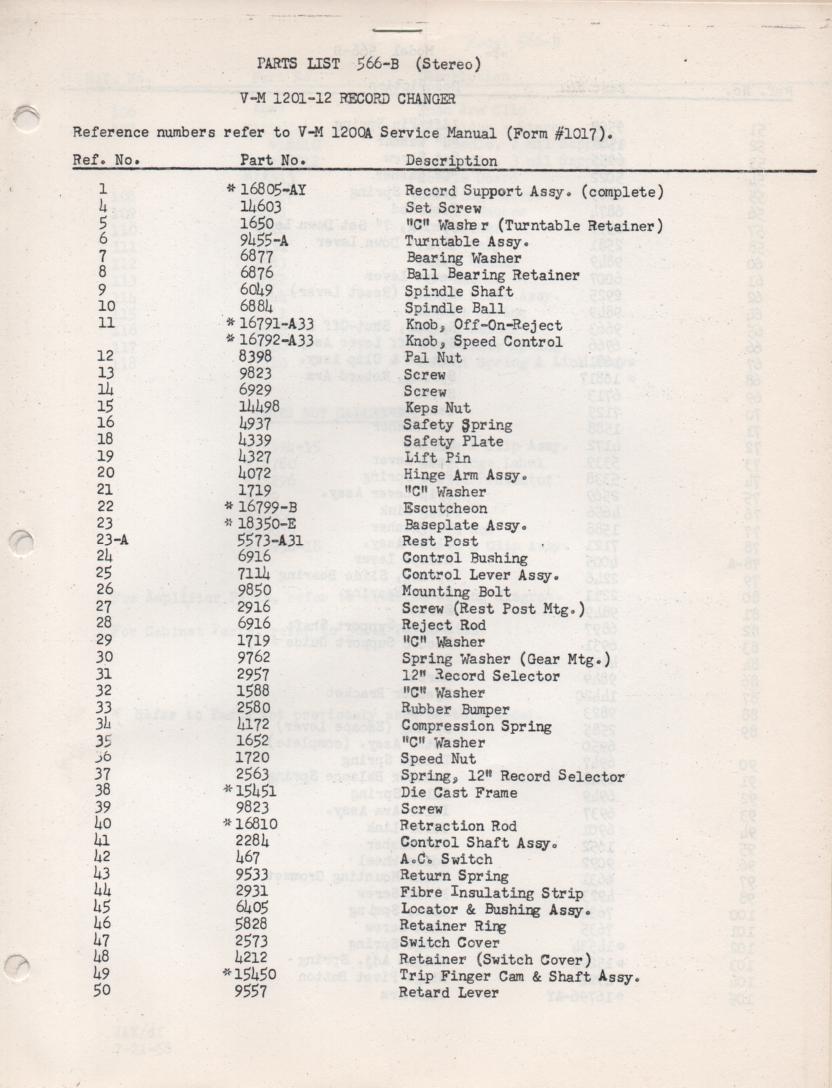 PARTS LIST 566-B (Stereo)
V-M 1201-12 RECORD CHANGER
Reference numbers refer to V-M 1200A Service Manual (Form #1017).
Ref. No. Part No. Description
1 * 16805-AY Record Support Assy. (complete)
4 14603 Set Screw
5 1650 "C" Washer (Turntable Retainer)
6 9455-A Turntable Assy.
7 6877 Bearing Washer
8 6876 Ball Bearing Retainer
9 6049 Spindle Shaft
10 6884 Spindle Ball
11 * 16791-A33 Knob, Off-On-Reject
* 16792-A33 Knob, Speed Control
12 8398 Pal Nut
13 9823 Screw
14 6929 Screw
15 14498 Keps Nut
16 4937 Safety Spring
18 4339 Safety Plate
19 4327 Lift Pin
20 4072 Hinge Arm Assy.
21 1719 "C" Washer
22 * 16799-B Escutcheon
23 * 18350-E Baseplate Assy.
23-A 5573-A31 Rest Post
24 6916 Control Bushing
25 7114 Control Lever Assy.
26 9850 Mounting Bolt
27 2916 Screw (Rest Post Mtg.)
28 6916 Reject Rod
29 1719 "C" Washer
30 9762 Spring Washer (Gear Mtg.)
31 2957 12" Record Selector
32 1588 "C" Washer
33 2580 Rubber Bumper
34 4172 Compression Spring
35 1652 "C" Washer
36 1720 Speed Nut
37 2563 Spring, 12" Record Selector
38 *15451 Die Cast Frame
39 9823 Screw
40 *16810 Retraction Rod
41 2284 Control Shaft Assy.
42 467 A.C. Switch
43 9533 Return Spring
44 2931 Fibre Insulating Strip
45 6405 Locator & Bushing Assy.
46 5828 Retainer Ring
47 2573 Switch Cover
48 4212 Retainer (Switch Cover)
49 *15450 Trip Finger Cam & Shaft Assy.
50 9557 Retard Lever